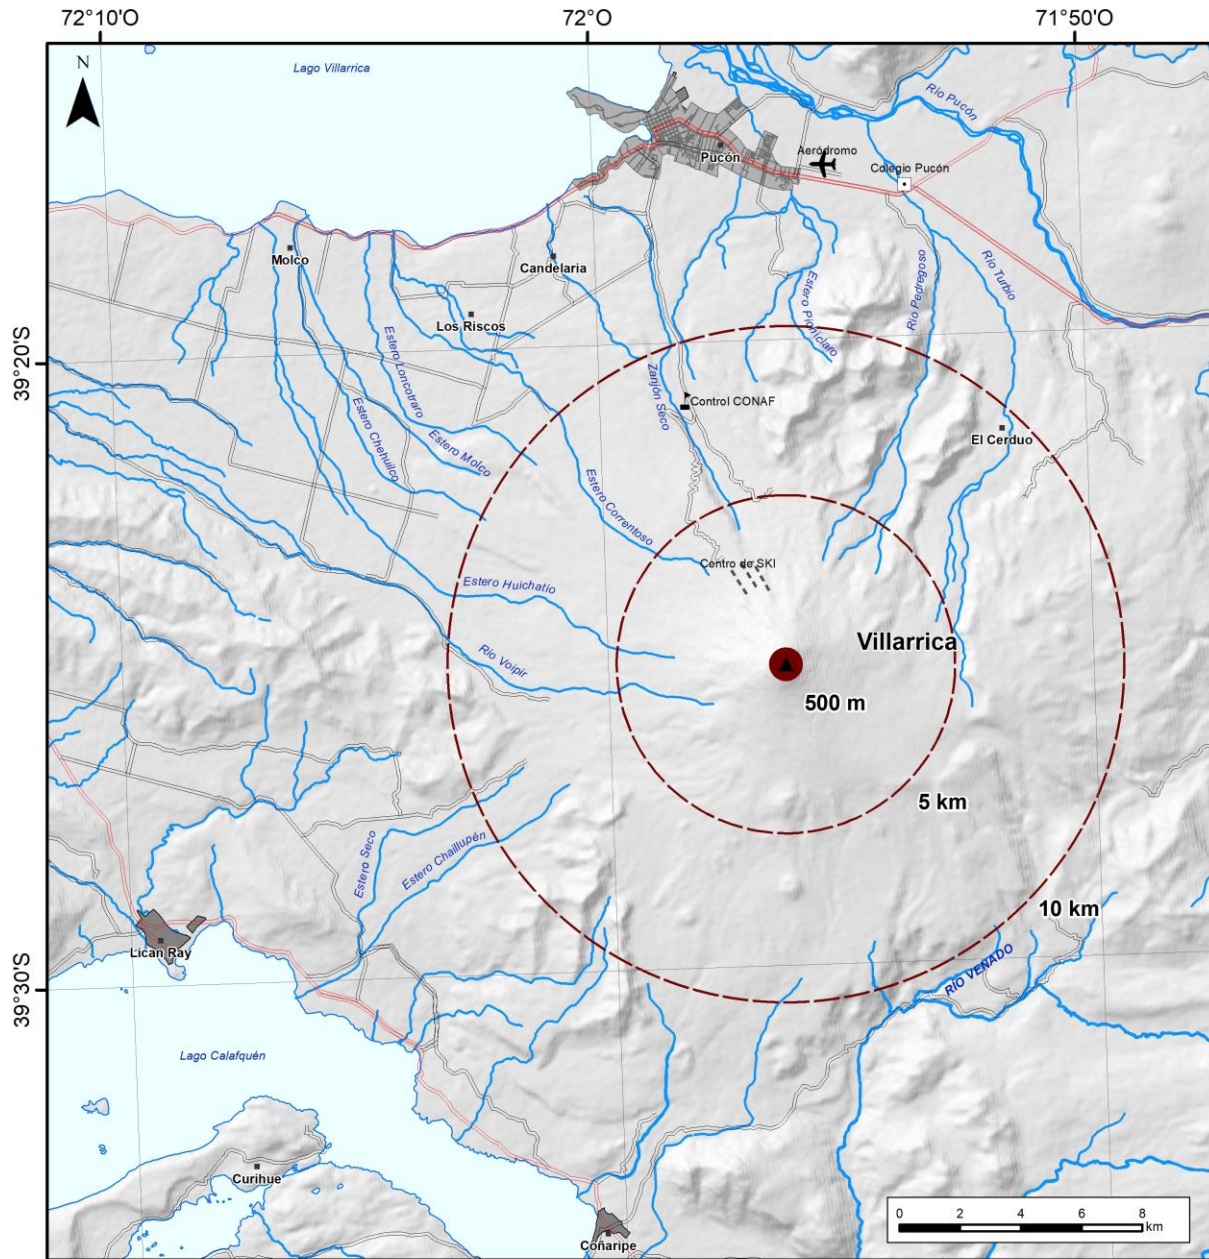 72°10'O
72°O
71°50'O
N
Lago Villarrica
Río Pucón
Pucón
Aeródromo
Colegio Pucón
Molco
Candelaria
Río Turbio
Los Riscos
Estero Pichiclaro
Río Pedregoso
39°20'S
Estero Loncotraro
Zanjón Seco
Control CONAF
Estero Chehuilco
Estero Molco
El Cerduo
Estero Correntoso
Centro de SKI
Estero Huichatio
Villarrica
Río Voipir
500 m
5 km
Estero Seco
Estero Chaillupén
10 km
Lican Ray
RÍO VENADO
39°30'S
Lago Calafquén
Curihue
0 2 4 6 8
km
Coñaripe